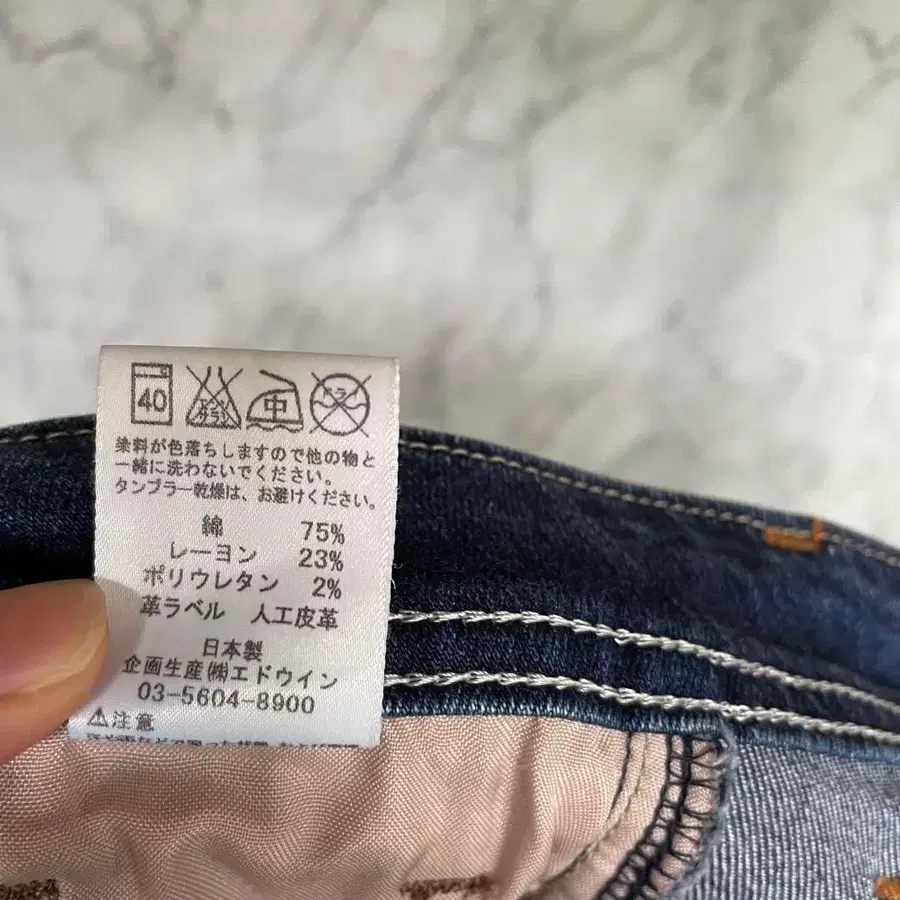 40 エンソサラシ 中 ドライ
染料が色落ちしますので他の物と
一緒に洗わないでください。
タンブラー乾燥は、お避けください。
綿 75%
レーヨン 23%
ポリウレタン 2%
革ラベル 人工皮革
日本製
企画生産㈱エドウイン
03-5604-8900
⚠注意